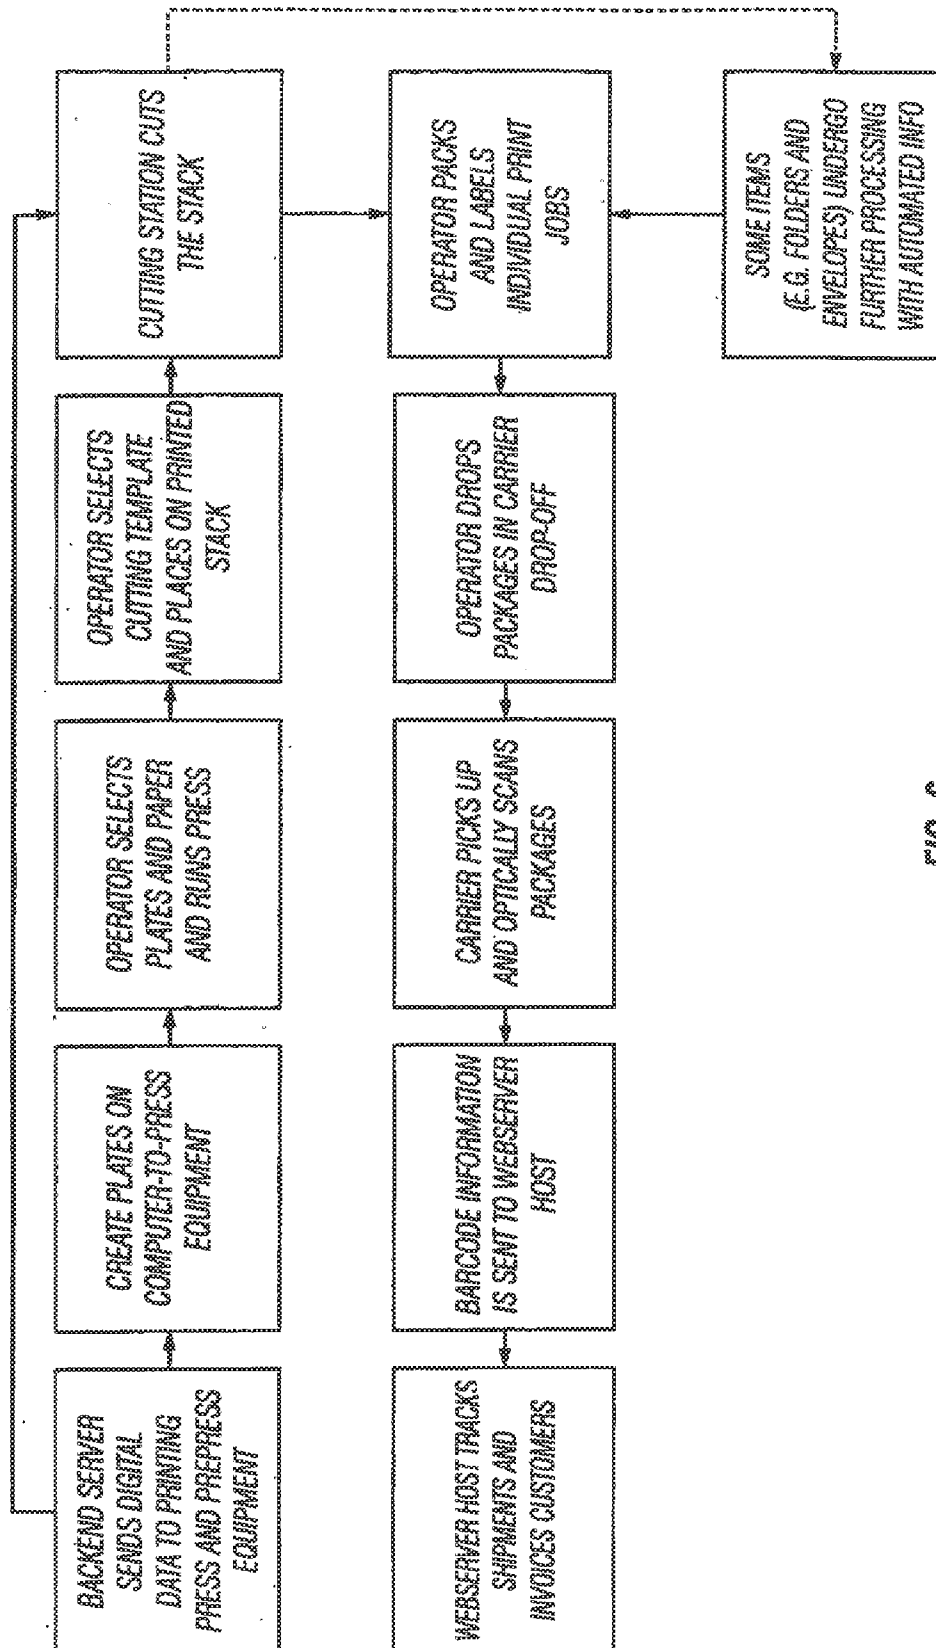 BACKEND SERVER
SENDS DIGITAL
DATA TO PRINTING
PRESS AND PREPRESS
EQUIPMENT
CREATE PLATES ON
COMPUTER-TO-PRESS
EQUIPMENT
OPERATOR SELECTS
PLATES AND PAPER
AND RUNS PRESS
OPERATOR SELECTS
CUTTING TEMPLATE
AND PLACES ON PRINTED
STACK
CUTTING STATION CUTS
THE STACK
WEBSERVER HOST TRACKS
SHIPMENTS AND
INVOICES CUSTOMERS
BARCODE INFORMATION
IS SENT TO WEBSERVER
HOST
CARRIER PICKS UP
AND OPTICALLY SCANS
PACKAGES
OPERATOR DROPS
PACKAGES IN CARRIER
DROP-OFF
OPERATOR PACKS
AND LABELS
INDIVIDUAL PRINT
JOBS
SOME ITEMS
(E.G. FOLDERS AND
ENVELOPES) UNDERGO
FURTHER PROCESSING
WITH AUTOMATED INFO
FIG.